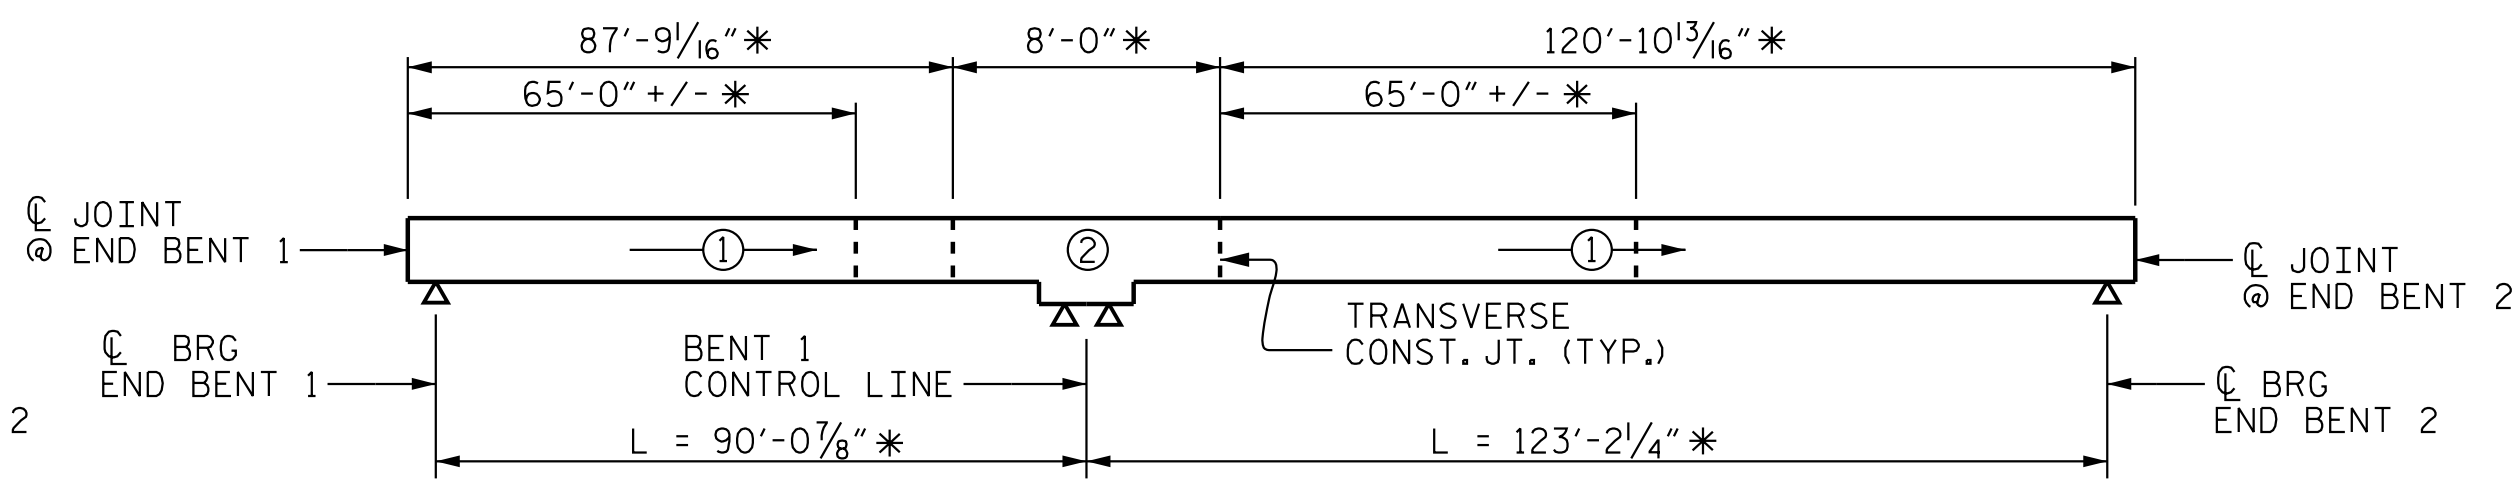 87'-9 1/16"* 8'-0"* 120'-10 13/16"*
65'-0"+/-* 65'-0"+/-*
℄ JOINT
@ END BENT 1
1 2 1
℄ JOINT
@ END BENT 2
TRANSVERSE
CONST. JT. (TYP.)
℄ BRG
END BENT 1
BENT 1
CONTROL LINE
℄ BRG
END BENT 2
2
L = 90'-0 7/8"* L = 123'-2 1/4"*